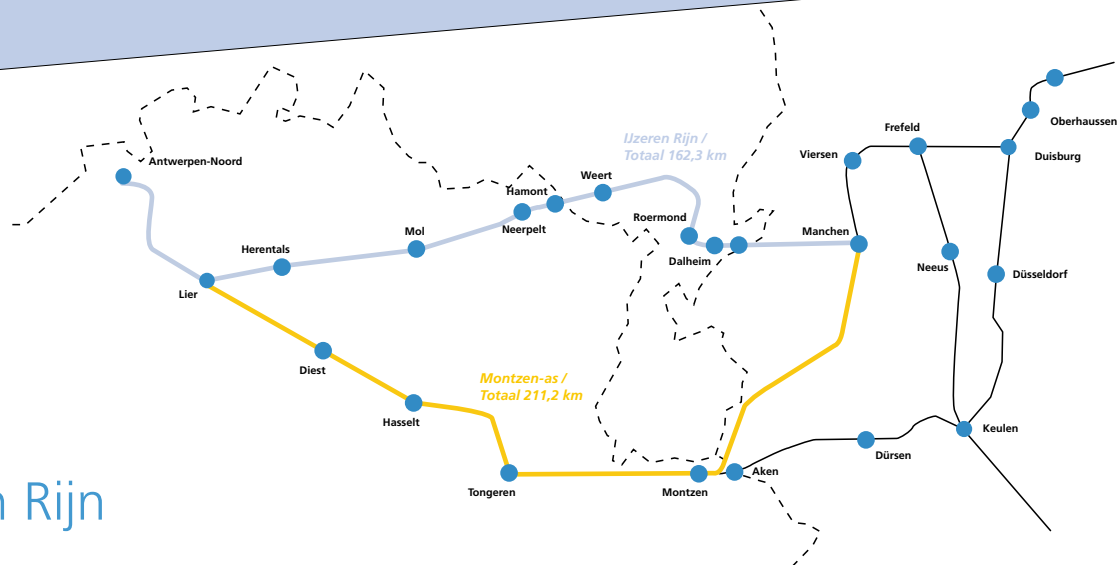 IJzeren Rijn /
Totaal 162,3 km
Oberhaussen
Frefeld
Duisburg
Viersen
Antwerpen-Noord
Weert
Hamont
Roermond
Neerpelt
Manchen
Mol
Herentals
Dalheim
Neeus
Düsseldorf
Lier
Diest
Montzen-as /
Totaal 211,2 km
Hasselt
Keulen
Dürsen
Aken
Tongeren
Montzen
n Rijn